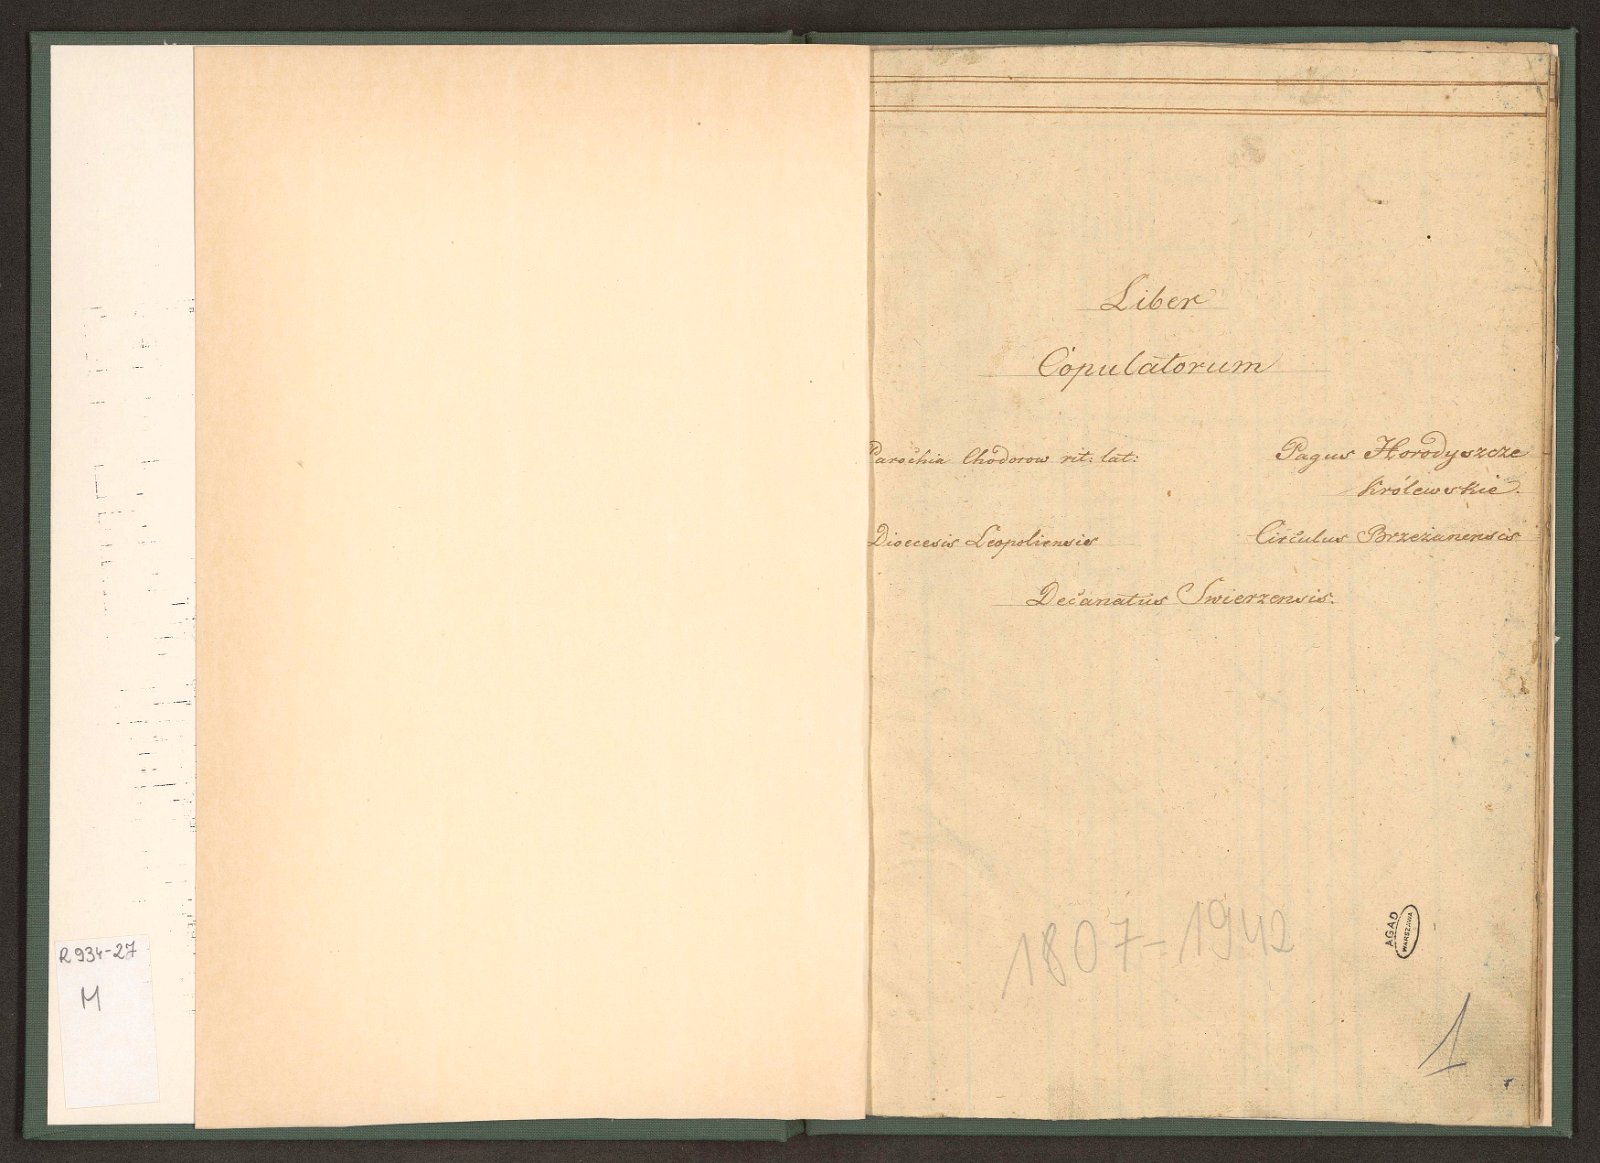 R 934-27
M
Liber
Copulatorum
Parochia Chodorow rit: lat:
Pagus Horodyszcze
Królewskie.
Dioecesis Leopoliensis
Circulus Brzeżanensis
Decanatus Swierzensis.
1807-1942
AGAD
WARSZAWA
1